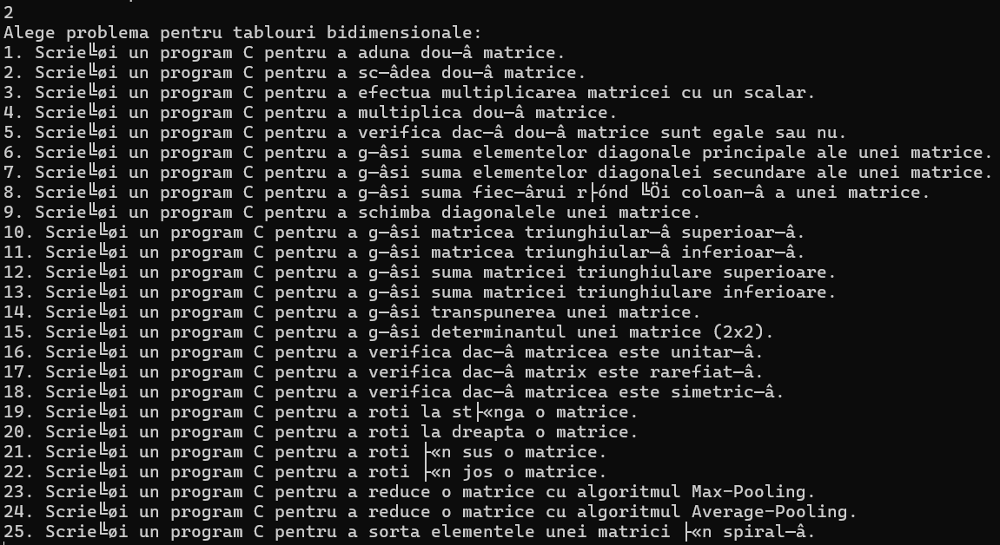 2
Alege problema pentru tablouri bidimensionale:
1. Scrie╚øi un program C pentru a aduna dou─â matrice.
2. Scrie╚øi un program C pentru a sc─âdea dou─â matrice.
3. Scrie╚øi un program C pentru a efectua multiplicarea matricei cu un scalar.
4. Scrie╚øi un program C pentru a multiplica dou─â matrice.
5. Scrie╚øi un program C pentru a verifica dac─â dou─â matrice sunt egale sau nu.
6. Scrie╚øi un program C pentru a g─âsi suma elementelor diagonale principale ale unei matrice.
7. Scrie╚øi un program C pentru a g─âsi suma elementelor diagonalei secundare ale unei matrice.
8. Scrie╚øi un program C pentru a g─âsi suma fiec─ârui r├ónd ╚Öi coloan─â a unei matrice.
9. Scrie╚øi un program C pentru a schimba diagonalele unei matrice.
10. Scrie╚øi un program C pentru a g─âsi matricea triunghiular─â superioar─â.
11. Scrie╚øi un program C pentru a g─âsi matricea triunghiular─â inferioar─â.
12. Scrie╚øi un program C pentru a g─âsi suma matricei triunghiulare superioare.
13. Scrie╚øi un program C pentru a g─âsi suma matricei triunghiulare inferioare.
14. Scrie╚øi un program C pentru a g─âsi transpunerea unei matrice.
15. Scrie╚øi un program C pentru a g─âsi determinantul unei matrice (2x2).
16. Scrie╚øi un program C pentru a verifica dac─â matricea este unitar─â.
17. Scrie╚øi un program C pentru a verifica dac─â matrix este rarefiat─â.
18. Scrie╚øi un program C pentru a verifica dac─â matricea este simetric─â.
19. Scrie╚øi un program C pentru a roti la st├«nga o matrice.
20. Scrie╚øi un program C pentru a roti la dreapta o matrice.
21. Scrie╚øi un program C pentru a roti ├«n sus o matrice.
22. Scrie╚øi un program C pentru a roti ├«n jos o matrice.
23. Scrie╚øi un program C pentru a reduce o matrice cu algoritmul Max-Pooling.
24. Scrie╚øi un program C pentru a reduce o matrice cu algoritmul Average-Pooling.
25. Scrie╚øi un program C pentru a sorta elementele unei matrici ├«n spiral─â.